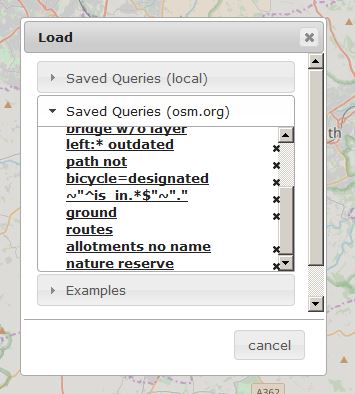 Load
Saved Queries (local)
Saved Queries (osm.org)
bridge w/o layer
left:* outdated
path not
bicycle=designated
~"^is_in.*$"~"."
ground
routes
allotments no name
nature reserve
Examples
th
cancel
A362